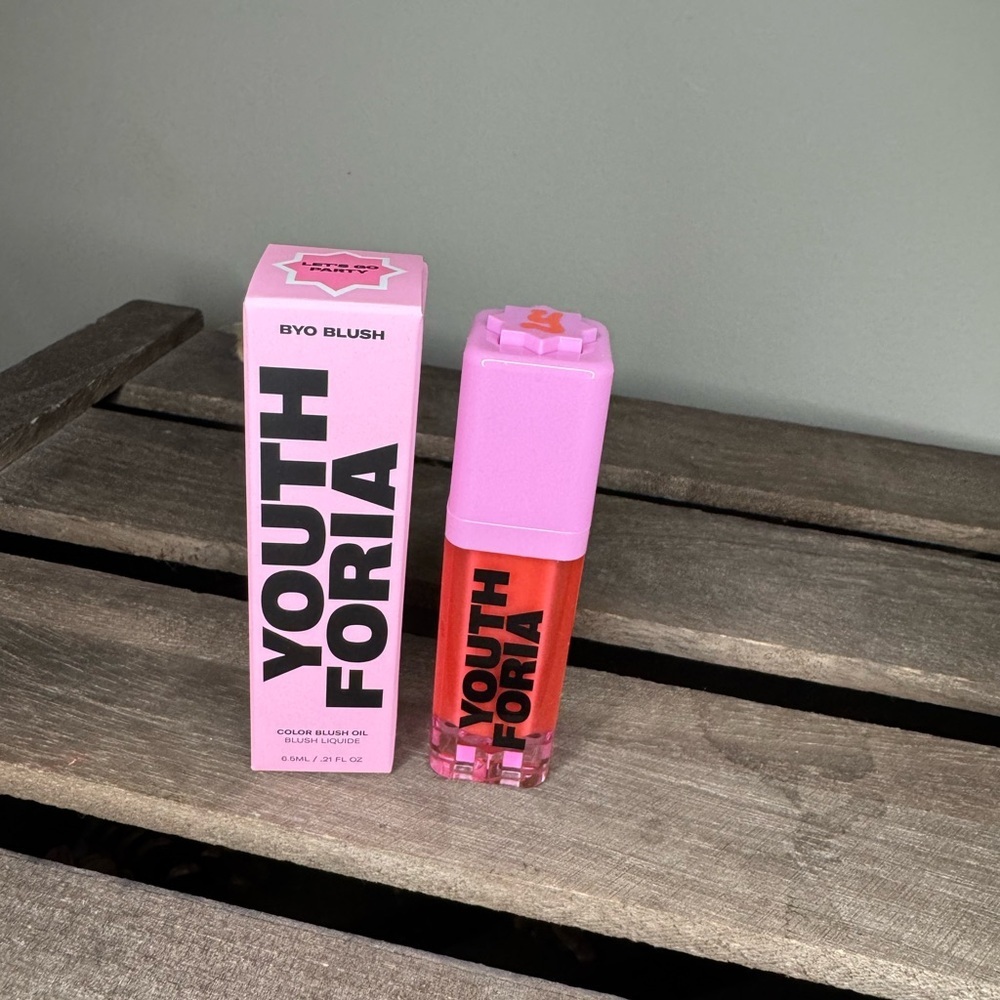 LET'S GO
PARTY
BYO BLUSH
YOUTH
FORIA
COLOR BLUSH OIL
BLUSH LIQUIDE
6.5ML / .21 FL OZ
YOUTH
FORIA